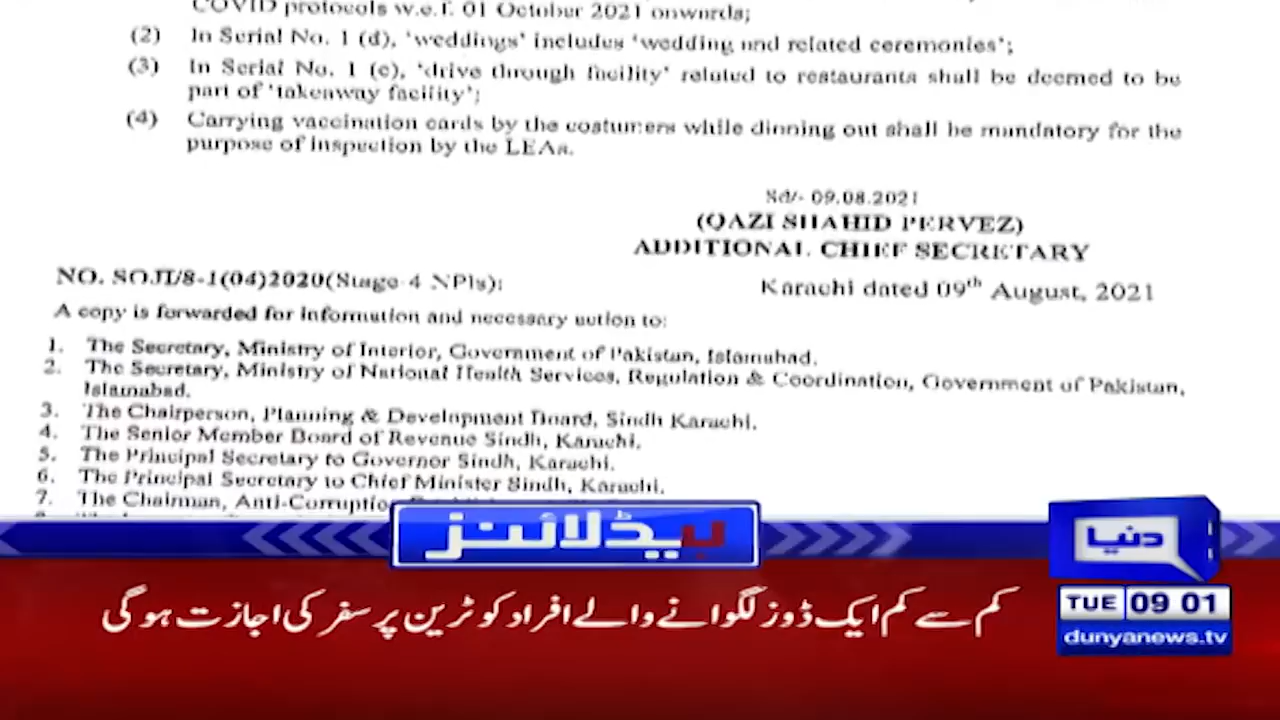 COVID protocols w.e.f. 01 October 2021 onwards;
(2) In Serial No. 1 (d), 'weddings' includes 'wedding and related ceremonies';
(3) In Serial No. 1 (e), 'drive through facility' related to restaurants shall be deemed to be
part of 'takeaway facility';
(4) Carrying vaccination cards by the costumers while dinning out shall be mandatory for the
purpose of inspection by the LEAs.
Sd/- 09.08.2021
(QAZI SHAHID PERVEZ)
ADDITIONAL CHIEF SECRETARY
NO. SOJI/8-1(04)2020(Stage-4 NPIs):
Karachi dated 09th August, 2021
A copy is forwarded for information and necessary action to:
1. The Secretary, Ministry of Interior, Government of Pakistan, Islamabad.
2. The Secretary, Ministry of National Health Services, Regulation & Coordination, Government of Pakistan,
Islamabad.
3. The Chairperson, Planning & Development Board, Sindh Karachi.
4. The Senior Member Board of Revenue Sindh, Karachi.
5. The Principal Secretary to Governor Sindh, Karachi.
6. The Principal Secretary to Chief Minister Sindh, Karachi.
7. The Chairman, Anti-Corruption
ہیڈلائنز
دنیا
کم سے کم ایک ڈوز لگوانے والے افراد کو ٹرین پر سفر کی اجازت ہوگی
TUE 09 01
dunyanews.tv